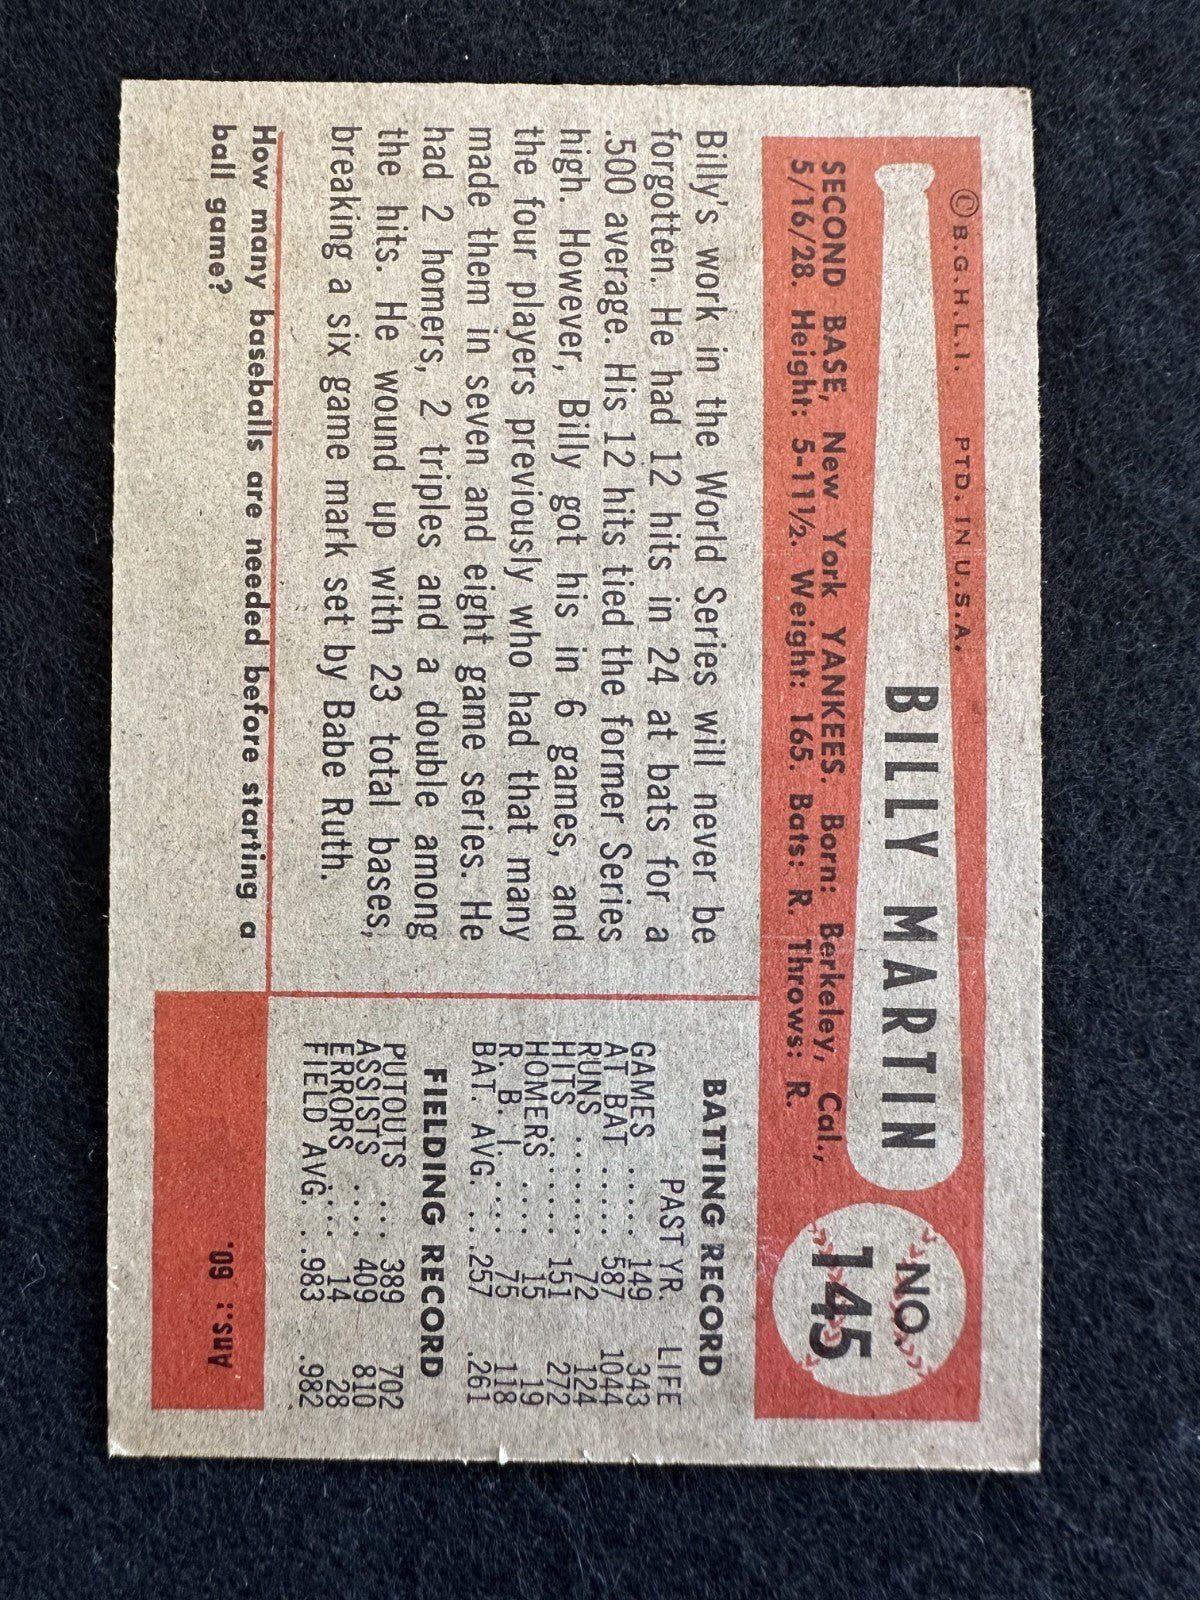 © B.G.H.L.I. PTD. IN U.S.A.
BILLY MARTIN
NO.
145
SECOND BASE, New York YANKEES. Born: Berkeley, Cal.,
5/16/28. Height: 5-11½. Weight: 165. Bats: R. Throws: R.
Billy's work in the World Series will never be
forgotten. He had 12 hits in 24 at bats for a
.500 average. His 12 hits tied the former Series
high. However, Billy got his in 6 games, and
the four players previously who had that many
made them in seven and eight game series. He
had 2 homers, 2 triples and a double among
the hits. He wound up with 23 total bases,
breaking a six game mark set by Babe Ruth.
BATTING RECORD
PAST YR. LIFE
GAMES ...... 149 343
AT BAT ...... 587 1044
RUNS ........ 72 124
HITS ........ 151 272
HOMERS ...... 15 19
R. B. I. ..... 75 118
BAT. AVG. ... .257 .261
FIELDING RECORD
PUTOUTS ... 389 702
ASSISTS .... 409 810
ERRORS .... 14 28
FIELD AVG. .. .983 .982
How many baseballs are needed before starting a
ball game?
Ans.: 60.